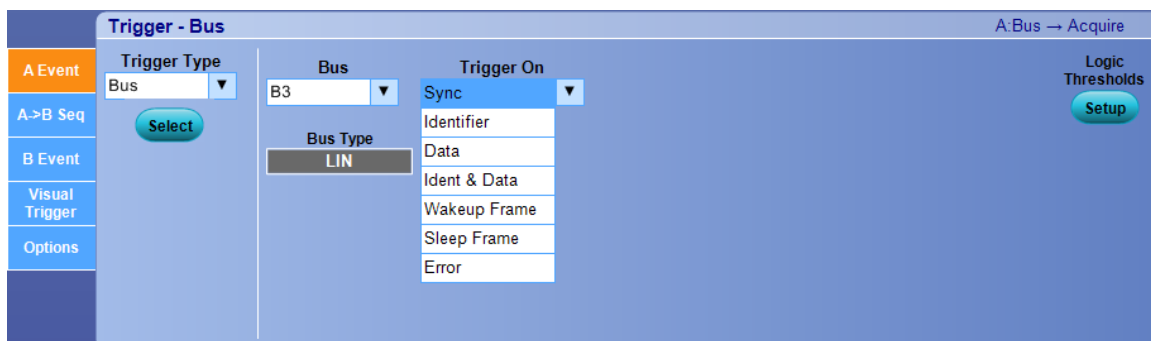 Trigger - Bus
A:Bus → Acquire
A Event
A->B Seq
B Event
Visual
Trigger
Options
Trigger Type
Bus
▼
Select
Bus
B3
▼
Bus Type
LIN
Trigger On
Sync
▼
Identifier
Data
Ident & Data
Wakeup Frame
Sleep Frame
Error
Logic
Thresholds
Setup